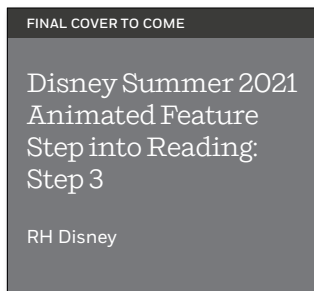 FINAL COVER TO COME
Disney Summer 2021
Animated Feature
Step into Reading:
Step 3
RH Disney